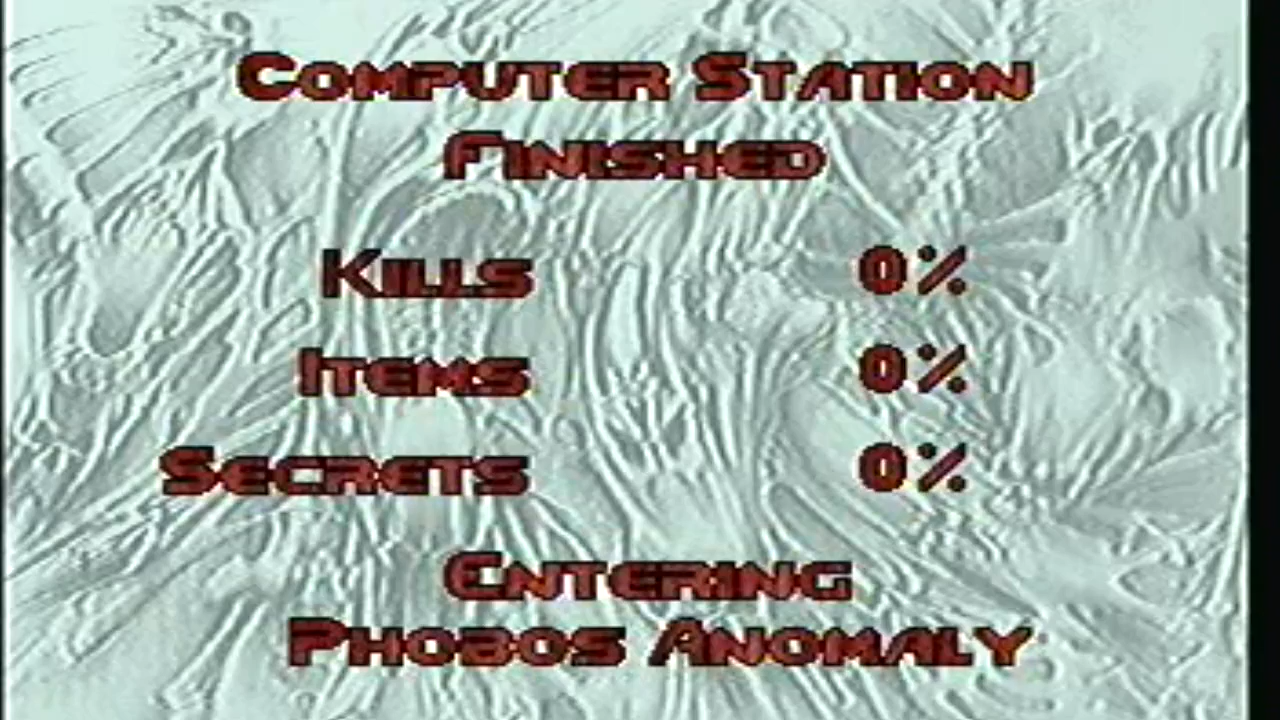 Computer Station
Finished
Kills 0%
Items 0%
Secrets 0%
Entering
Phobos Anomaly